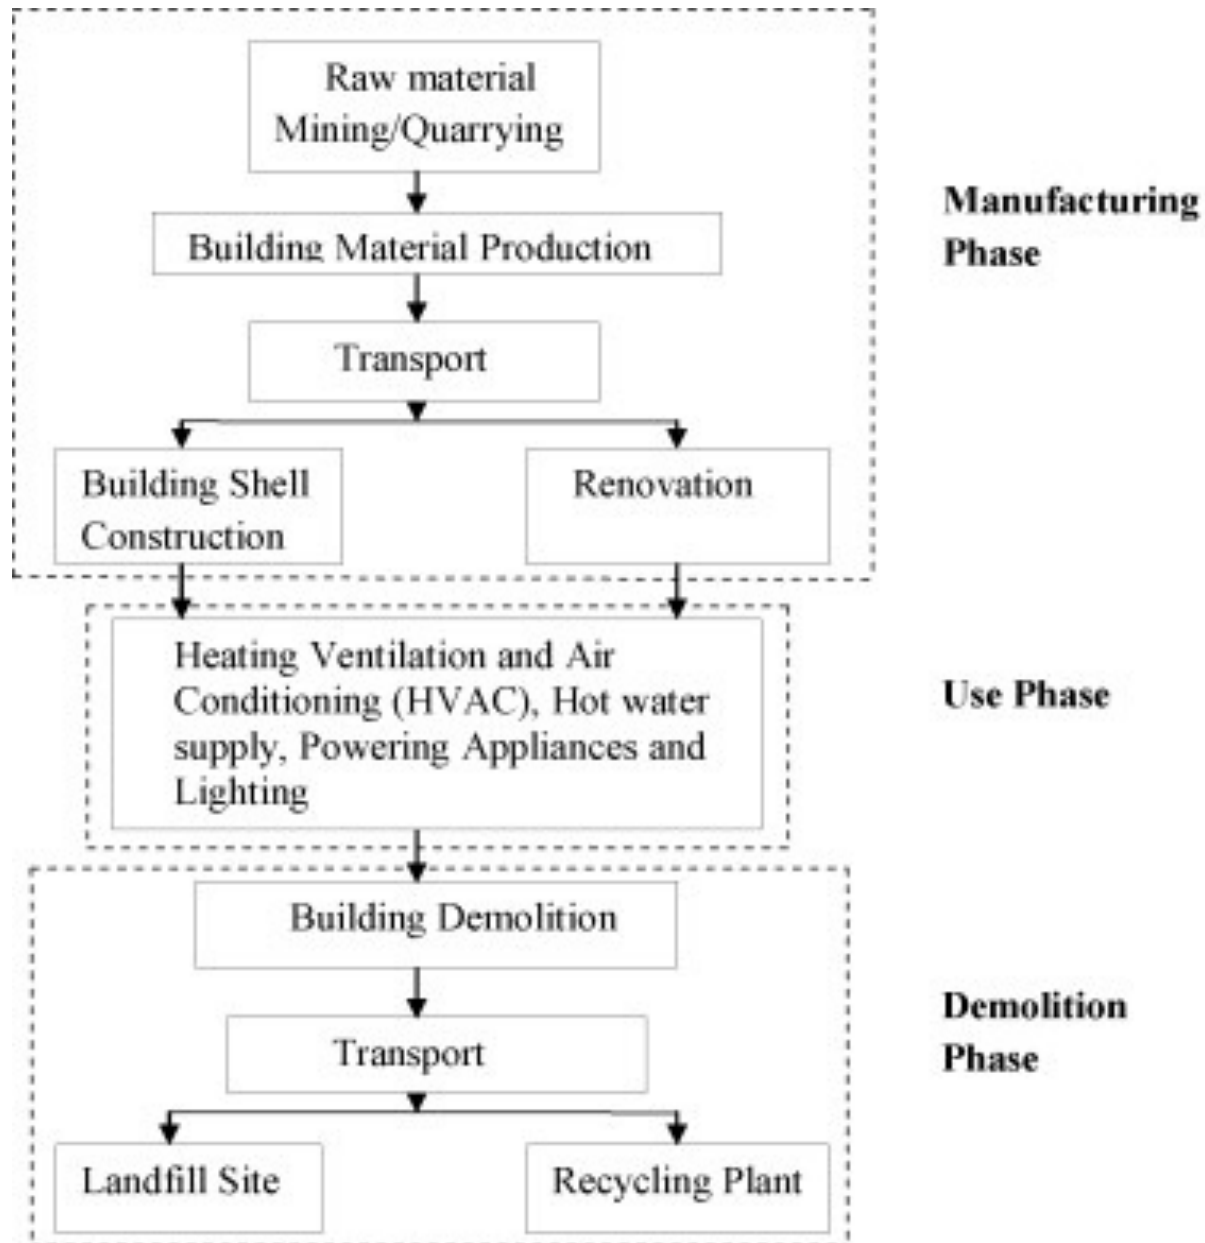 Raw material
Mining/Quarrying
Manufacturing
Phase
Building Material Production
Transport
Building Shell
Construction
Renovation
Heating Ventilation and Air
Conditioning (HVAC), Hot water
supply, Powering Appliances and
Lighting
Use Phase
Building Demolition
Demolition
Phase
Transport
Landfill Site
Recycling Plant